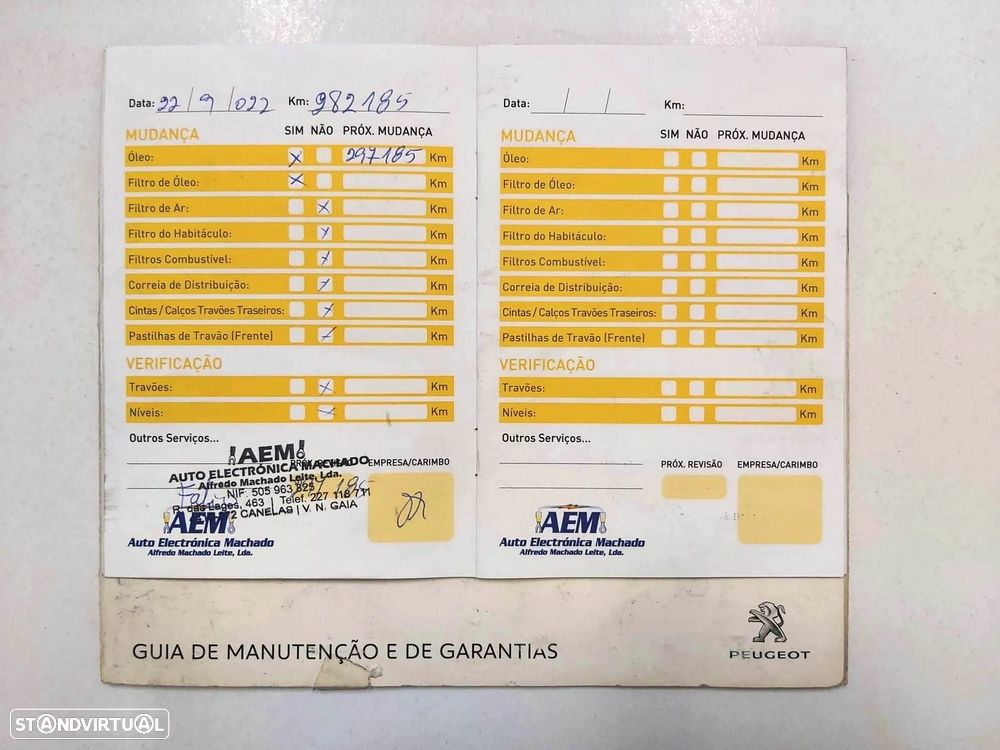 Data: 22/9/022 Km: 282185
MUDANÇA SIM NÃO PRÓX. MUDANÇA
Óleo: x 297185 Km
Filtro de Óleo: x Km
Filtro de Ar: x Km
Filtro do Habitáculo: x Km
Filtros Combustível: x Km
Correia de Distribuição: x Km
Cintas / Calços Travões Traseiros: x Km
Pastilhas de Travão (Frente) x Km
VERIFICAÇÃO
Travões: x Km
Níveis: x Km
Outros Serviços...
PRÓX. REVISÃO EMPRESA/CARIMBO
AEM
AUTO ELECTRÓNICA MACHADO
Alfredo Machado Leite, Lda.
NIF: 505 963 825
R. das Lages, 463 | Telef. 227 118 711
CANELAS | V. N. GAIA
AEM
Auto Electrónica Machado
Alfredo Machado Leite, Lda.
Data: / / Km:
MUDANÇA SIM NÃO PRÓX. MUDANÇA
Óleo: Km
Filtro de Óleo: Km
Filtro de Ar: Km
Filtro do Habitáculo: Km
Filtros Combustível: Km
Correia de Distribuição: Km
Cintas / Calços Travões Traseiros: Km
Pastilhas de Travão (Frente) Km
VERIFICAÇÃO
Travões: Km
Níveis: Km
Outros Serviços...
PRÓX. REVISÃO EMPRESA/CARIMBO
AEM
Auto Electrónica Machado
Alfredo Machado Leite, Lda.
GUIA DE MANUTENÇÃO E DE GARANTIAS
PEUGEOT
STANDVIRTUAL